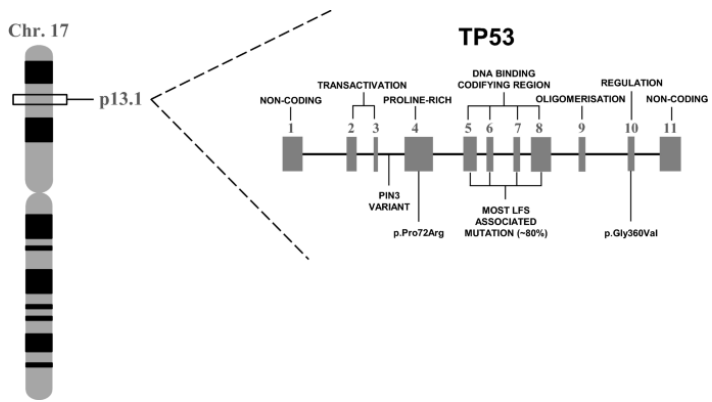 Chr. 17
p13.1
TP53
TRANSACTIVATION
DNA BINDING
CODIFYING REGION
REGULATION
NON-CODING
PROLINE-RICH
OLIGOMERISATION
NON-CODING
1 2 3 4 5 6 7 8 9 10 11
PIN3
VARIANT
MOST LFS
ASSOCIATED
MUTATION (~80%)
p.Pro72Arg
p.Gly360Val